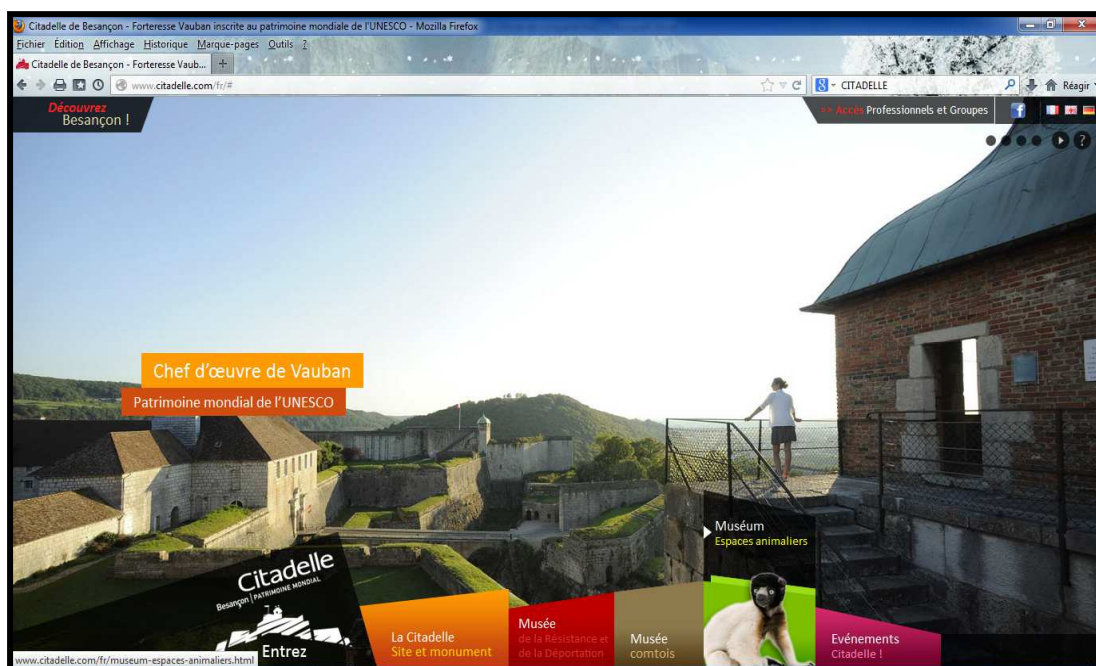 Citadelle de Besançon - Forteresse Vauban inscrite au patrimoine mondiale de l'UNESCO - Mozilla Firefox
Fichier Édition Affichage Historique Marque-pages Outils ?
Citadelle de Besançon - Forteresse Vaub... +
www.citadelle.com/fr/#
8 CITADELLE
Réagir
Découvrez
Besançon !
>> Accès Professionnels et Groupes
f
?
Chef d'œuvre de Vauban
Patrimoine mondial de l'UNESCO
Muséum
Espaces animaliers
Citadelle
Besançon | PATRIMOINE MONDIAL
Entrez
La Citadelle
Site et monument
Musée
de la Résistance et
de la Déportation
Musée
comtois
Evénements
Citadelle !
www.citadelle.com/fr/museum-espaces-animaliers.html